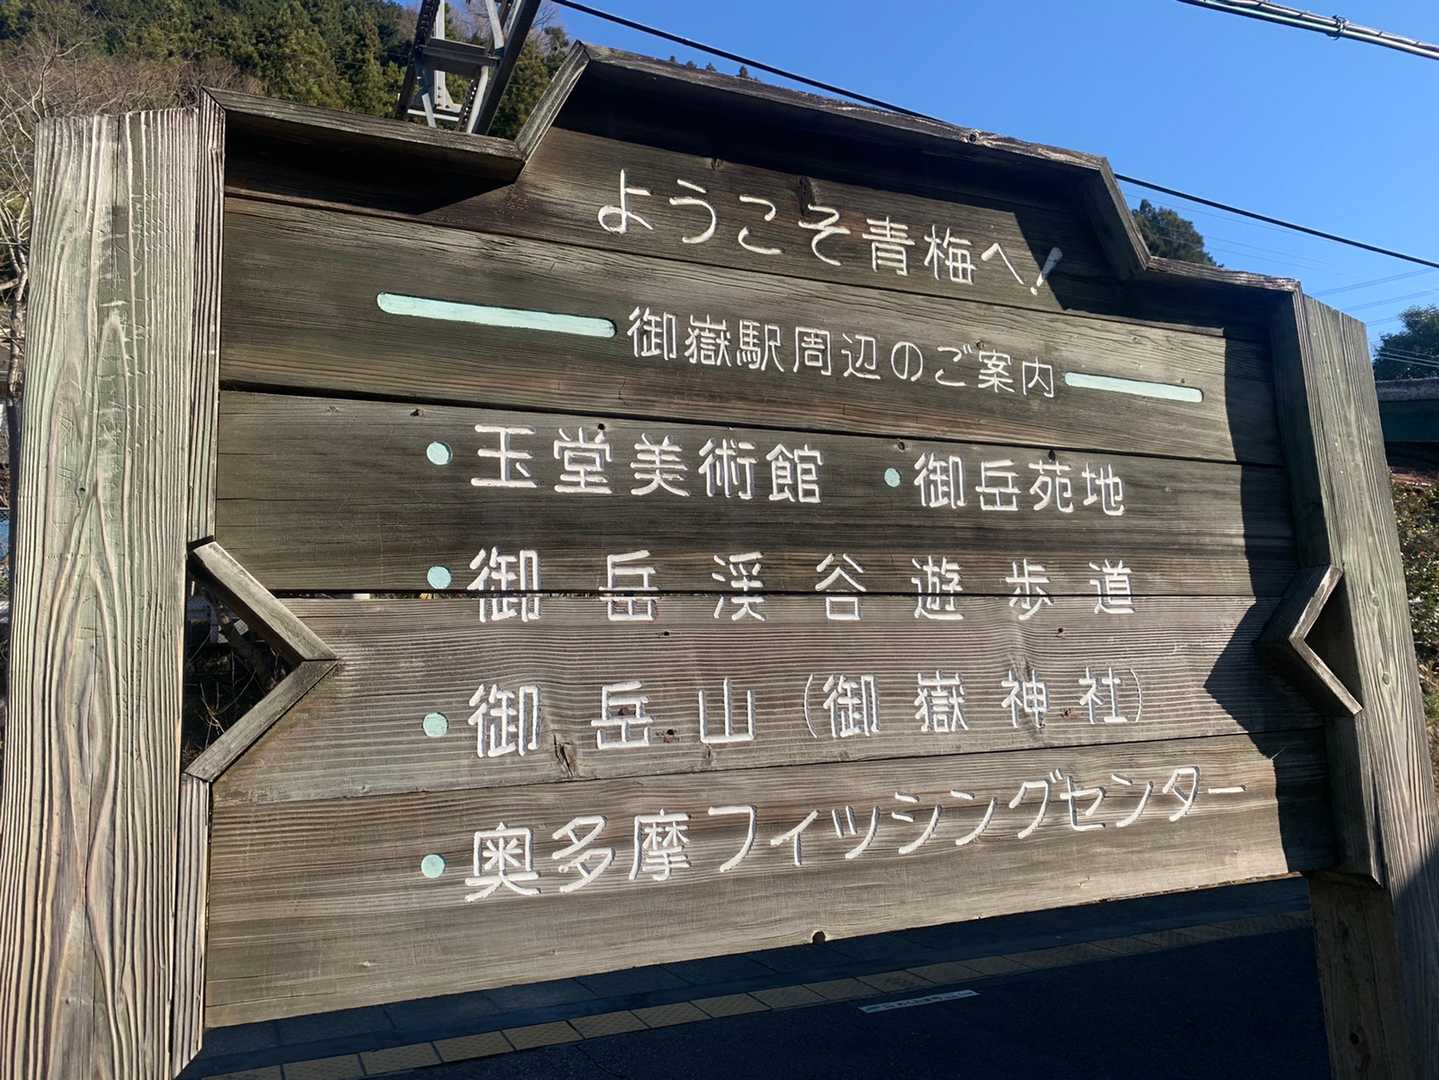 ようこそ青梅へ!
御嶽駅周辺のご案内
・玉堂美術館 ・御岳苑地
・御岳渓谷遊歩道
・御岳山(御嶽神社)
・奥多摩フィッシングセンター